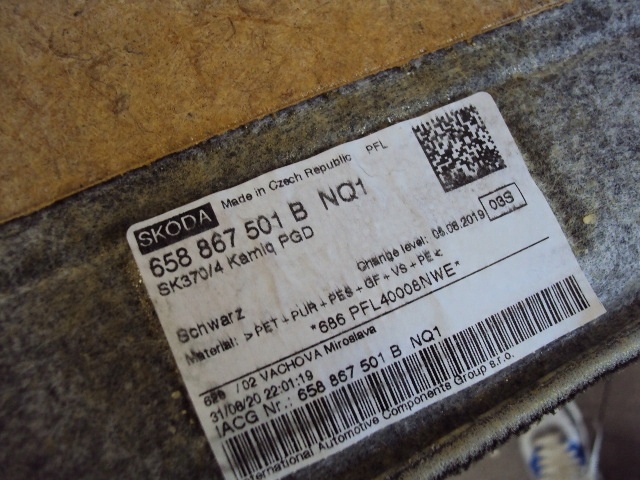 SKODA Made in Czech Republic PFL
658 867 501 B NQ1
SK370/4 Kamiq PGD
Change level: 05.08.2019 03S
Schwarz
Material: >PET+PUR+PES+GF+VS+PE<
*686 PFL40008NWE*
/02 VACHOVA Miroslava
31/08/20 22:01:19
IACG Nr.: 658 867 501 B NQ1
International Automotive Components Group s.r.o.